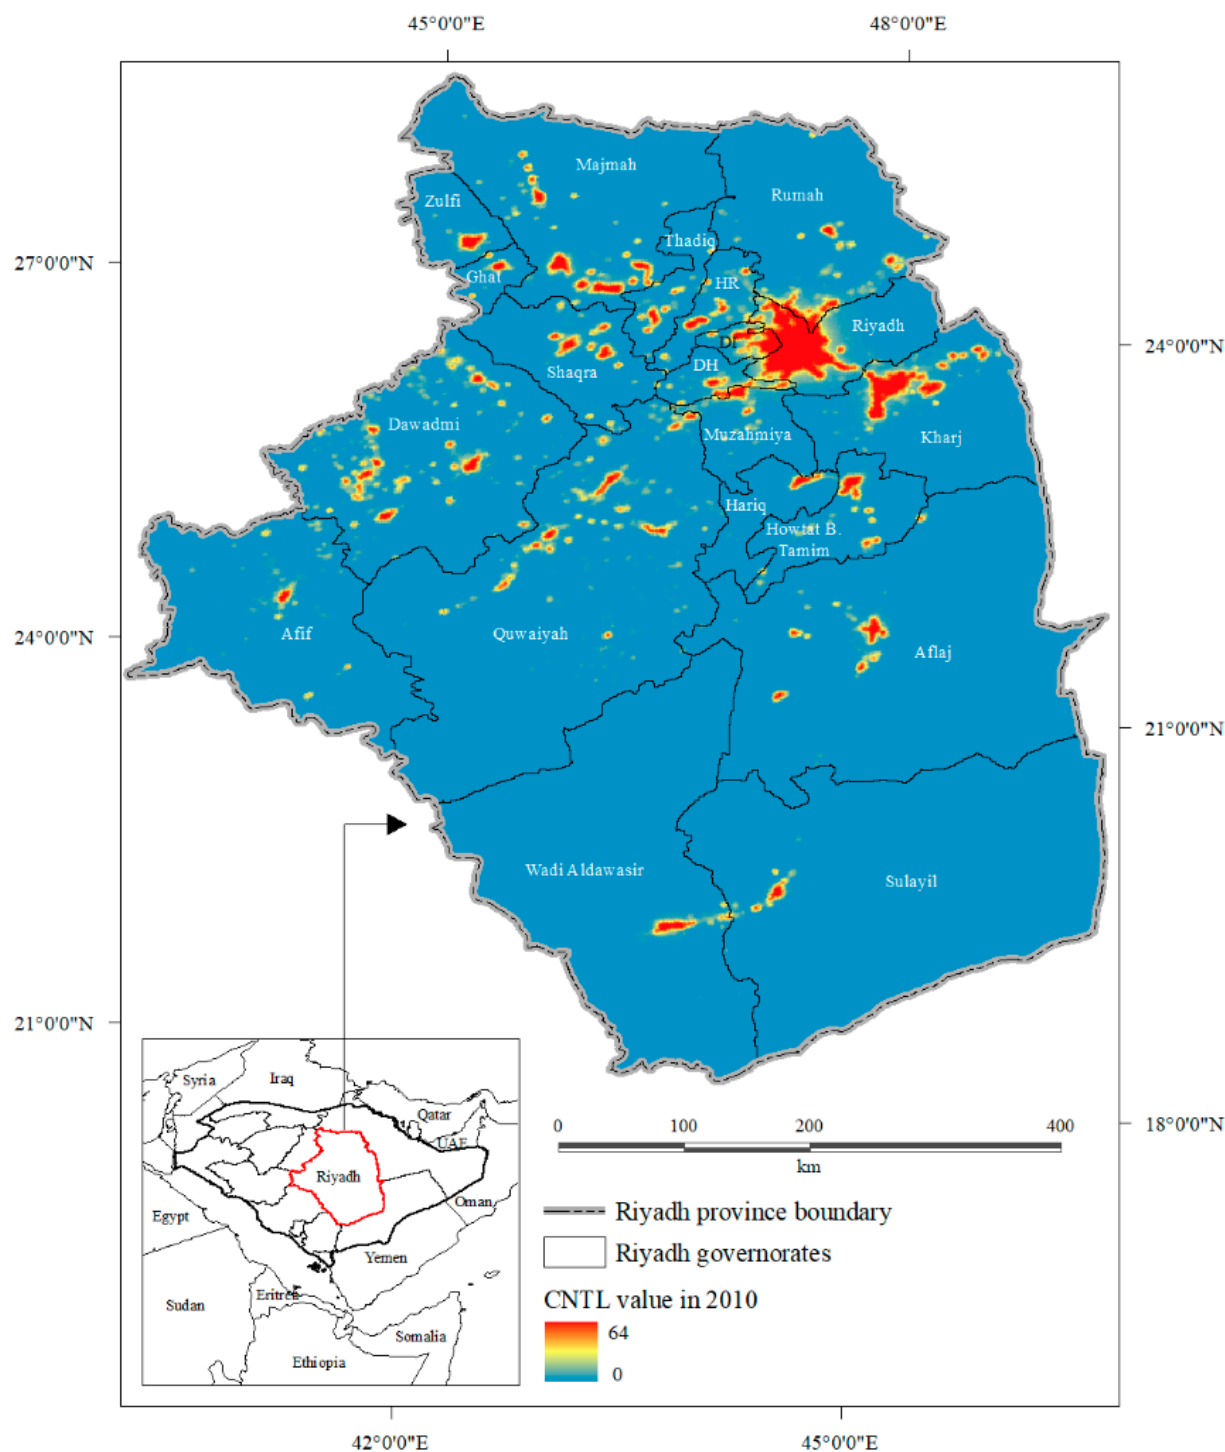 45°0'0"E 48°0'0"E
Majmah
Zulfi
Rumah
Thadiq
27°0'0"N
Ghat
HR
Riyadh
DI
24°0'0"N
DH
Shaqra
Dawadmi
Muzahmiya
Kharj
Hariq
Howtat B.
Tamim
24°0'0"N
Afif
Quwaiyah
Aflaj
21°0'0"N
Wadi Aldawasir
Sulayil
21°0'0"N
Syria
Iraq
Qatar
UAE
Riyadh
Oman
Egypt
Yemen
Sudan
Eritrea
Somalia
Ethiopia
0 100 200 400
km
18°0'0"N
Riyadh province boundary
Riyadh governorates
CNTL value in 2010
64
0
42°0'0"E 45°0'0"E